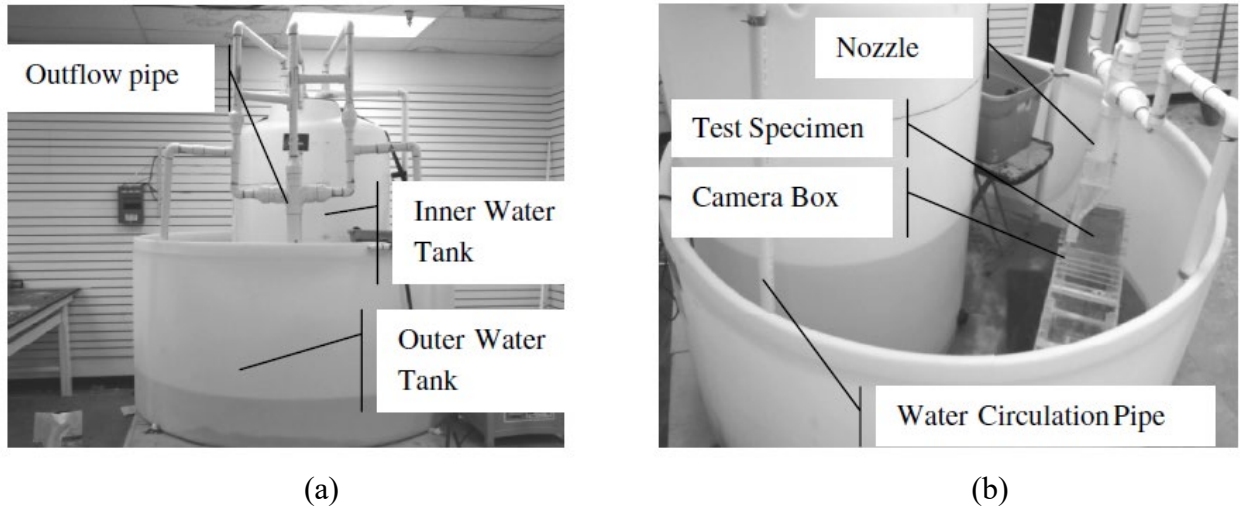 Outflow pipe
Inner Water
Tank
Outer Water
Tank
(a)
Nozzle
Test Specimen
Camera Box
Water Circulation Pipe
(b)